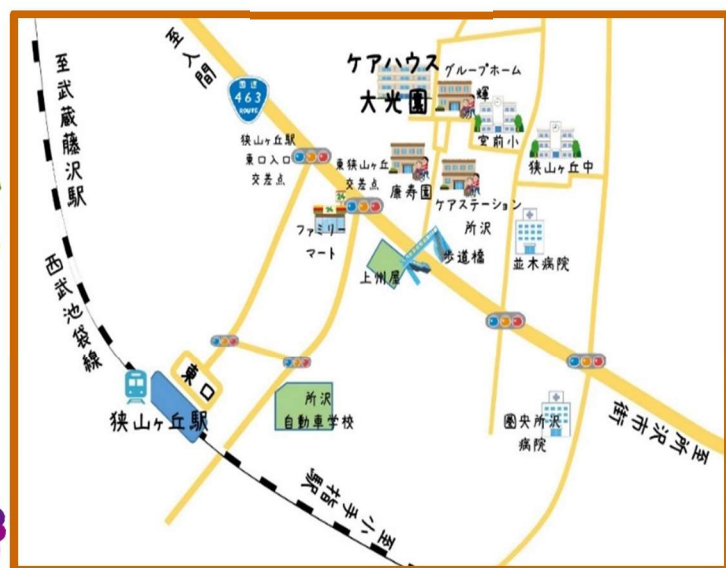 至入間
国道
463
ROUTE
至武蔵藤沢駅
西武池袋線
ケアハウス
大光園
グループホーム
輝
宮前小
狭山ヶ丘中
狭山ヶ丘駅
東口入口
交差点
東狭山ヶ丘
交差点
康寿園
ケアステーション
所沢
ファミリー
マート
上州屋
歩道橋
並木病院
東口
狭山ヶ丘駅
所沢
自動車学校
圏央所沢
病院
至所沢市街
至小手指駅